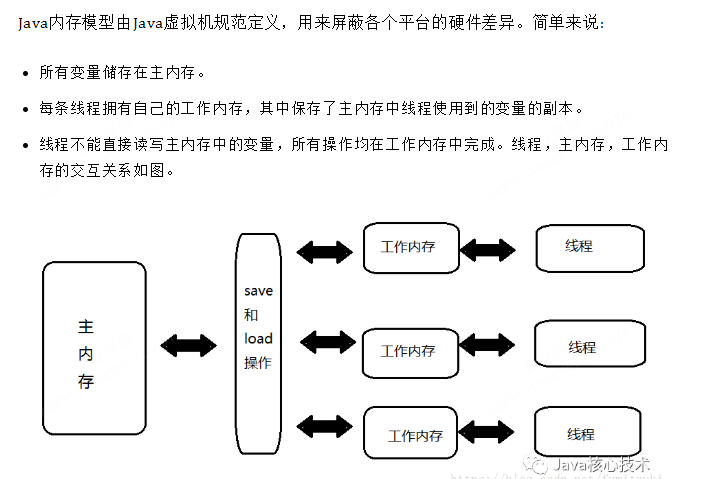 Java内存模型由Java虚拟机规范定义，用来屏蔽各个平台的硬件差异。简单来说：
所有变量储存在主内存。
每条线程拥有自己的工作内存，其中保存了主内存中线程使用到的变量的副本。
线程不能直接读写主内存中的变量，所有操作均在工作内存中完成。线程，主内存，工作内
存的交互关系如图。
主
内
存
save
和
load
操作
工作内存
线程
工作内存
线程
工作内存
线程
Java核心技术